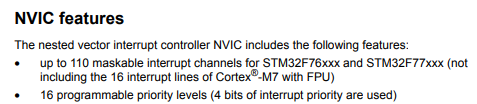 NVIC features
The nested vector interrupt controller NVIC includes the following features:
• up to 110 maskable interrupt channels for STM32F76xxx and STM32F77xxx (not
including the 16 interrupt lines of Cortex®-M7 with FPU)
• 16 programmable priority levels (4 bits of interrupt priority are used)